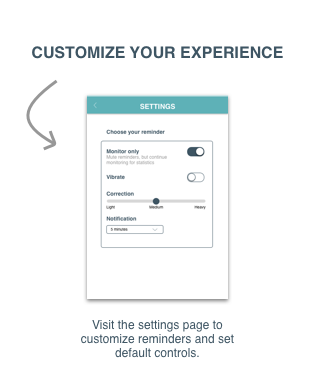 CUSTOMIZE YOUR EXPERIENCE
SETTINGS
Choose your reminder
Monitor only
Mute reminders, but continue
monitoring for statistics
Vibrate
Correction
Light Medium Heavy
Notification
5 minutes
Visit the settings page to
customize reminders and set
default controls.